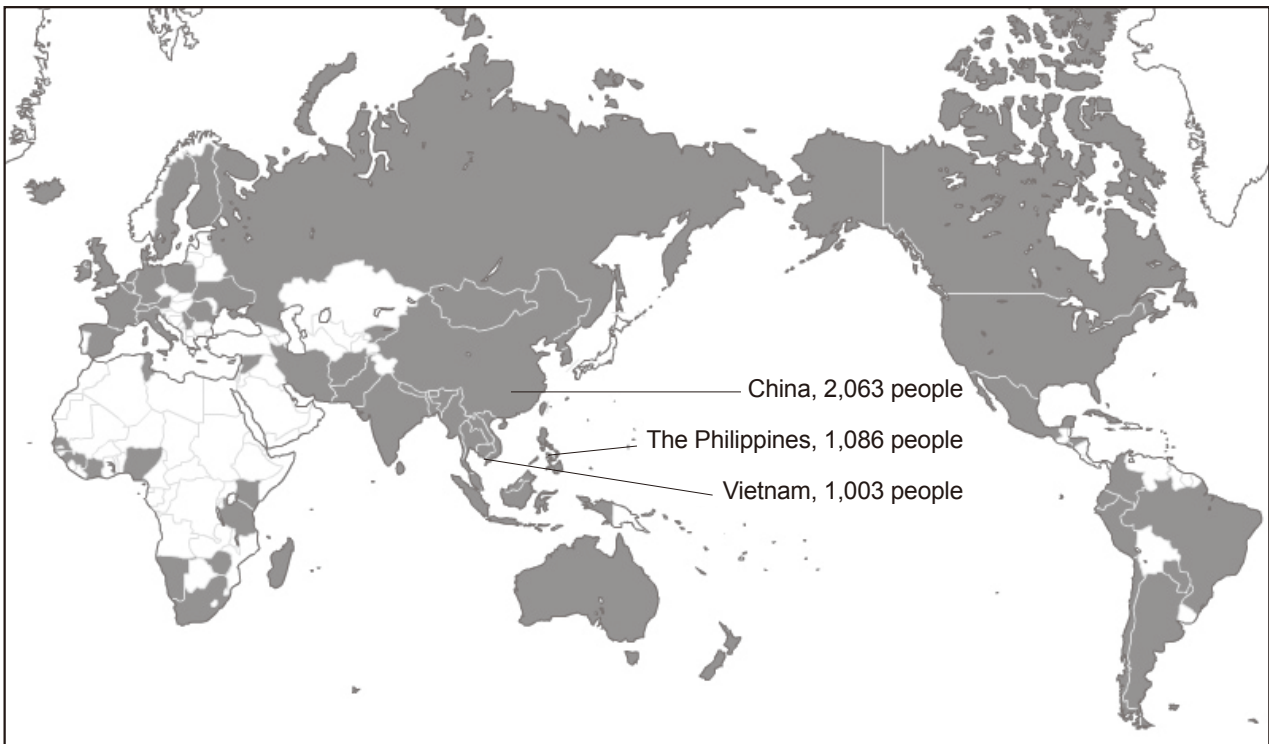 China, 2,063 people
The Philippines, 1,086 people
Vietnam, 1,003 people